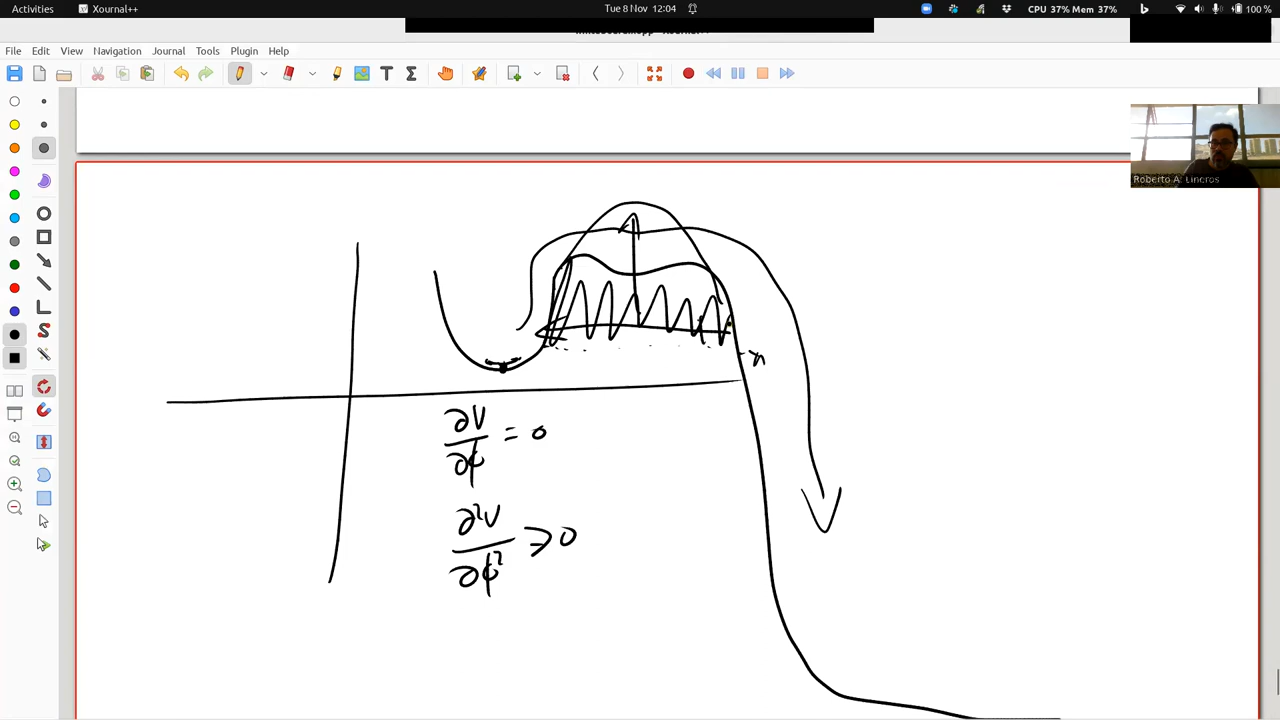 Activities
Xournal++
Tue 8 Nov 12:04
CPU 37% Mem 37%
100 %
File Edit View Navigation Journal Tools Plugin Help
Roberto A. Lineros
∂V/∂ϕ = 0
∂²V/∂ϕ² ⩾ 0